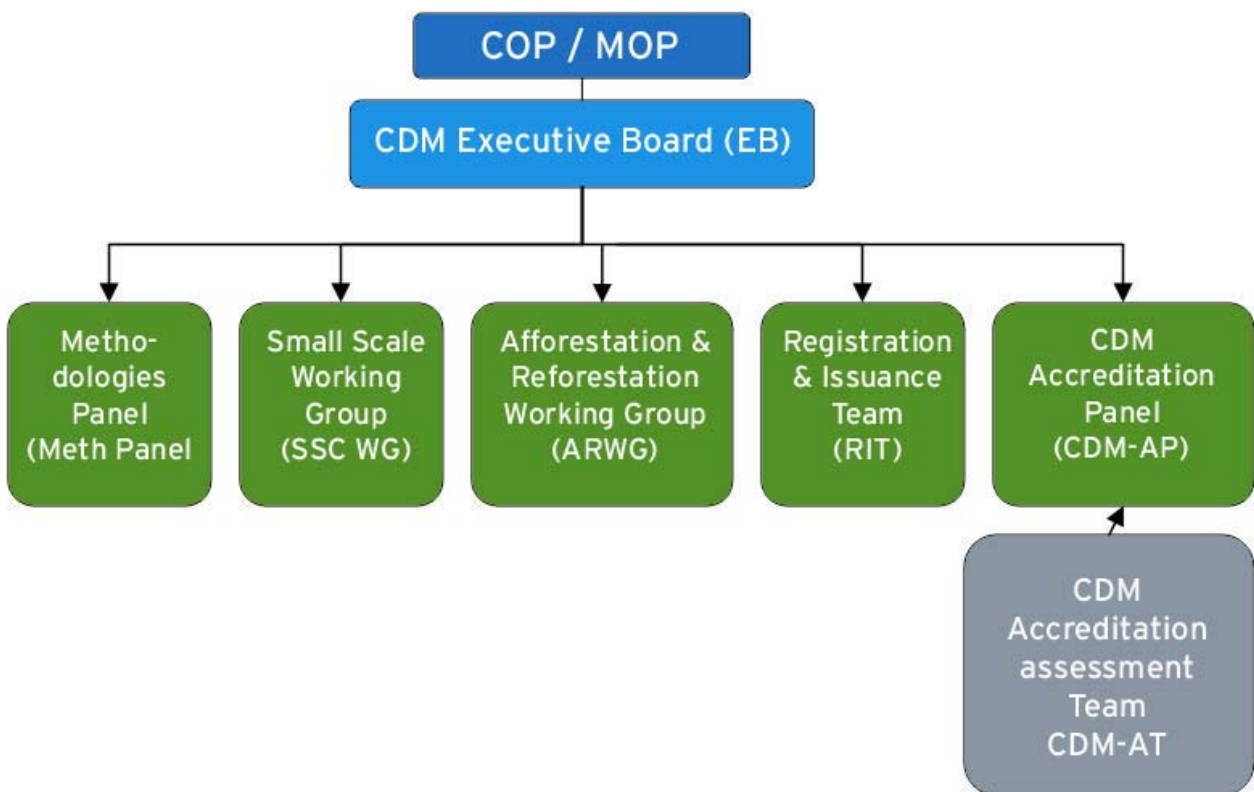 COP / MOP
CDM Executive Board (EB)
Metho-
dologies
Panel
(Meth Panel
Small Scale
Working
Group
(SSC WG)
Afforestation &
Reforestation
Working Group
(ARWG)
Registration
& Issuance
Team
(RIT)
CDM
Accreditation
Panel
(CDM-AP)
CDM
Accreditation
assessment
Team
CDM-AT